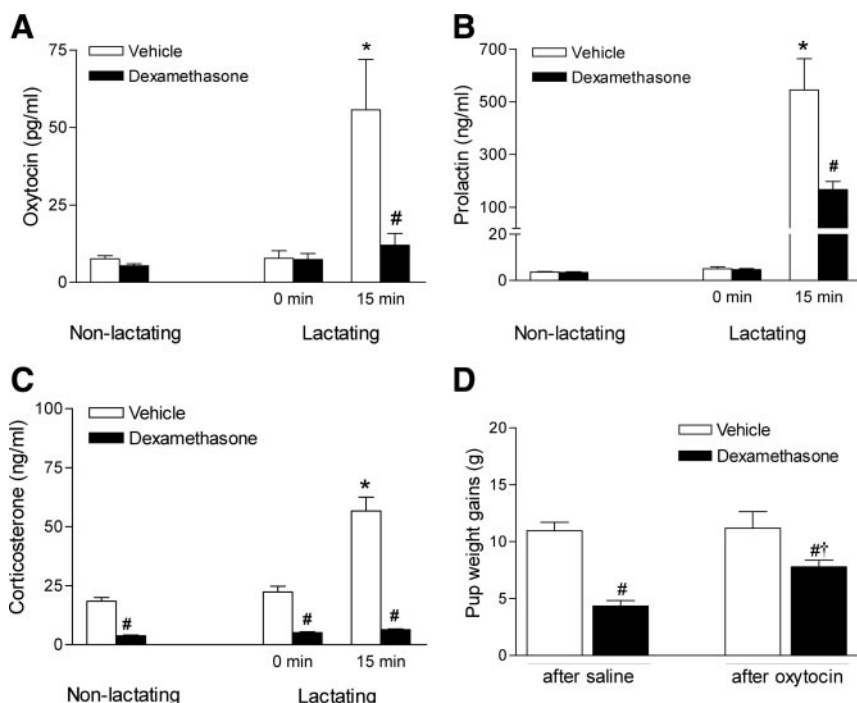 A
Vehicle
Dexamethasone
*
#
Oxytocin (pg/ml)
75
50
25
0
0 min 15 min
Non-lactating Lactating
B
Vehicle
Dexamethasone
*
#
Prolactin (ng/ml)
700
500
300
100
20
0
0 min 15 min
Non-lactating Lactating
C
Vehicle
Dexamethasone
*
# # #
Corticosterone (ng/ml)
100
75
50
25
0
0 min 15 min
Non-lactating Lactating
D
Vehicle
Dexamethasone
#
#†
Pup weight gains (g)
20
15
10
5
0
after saline after oxytocin